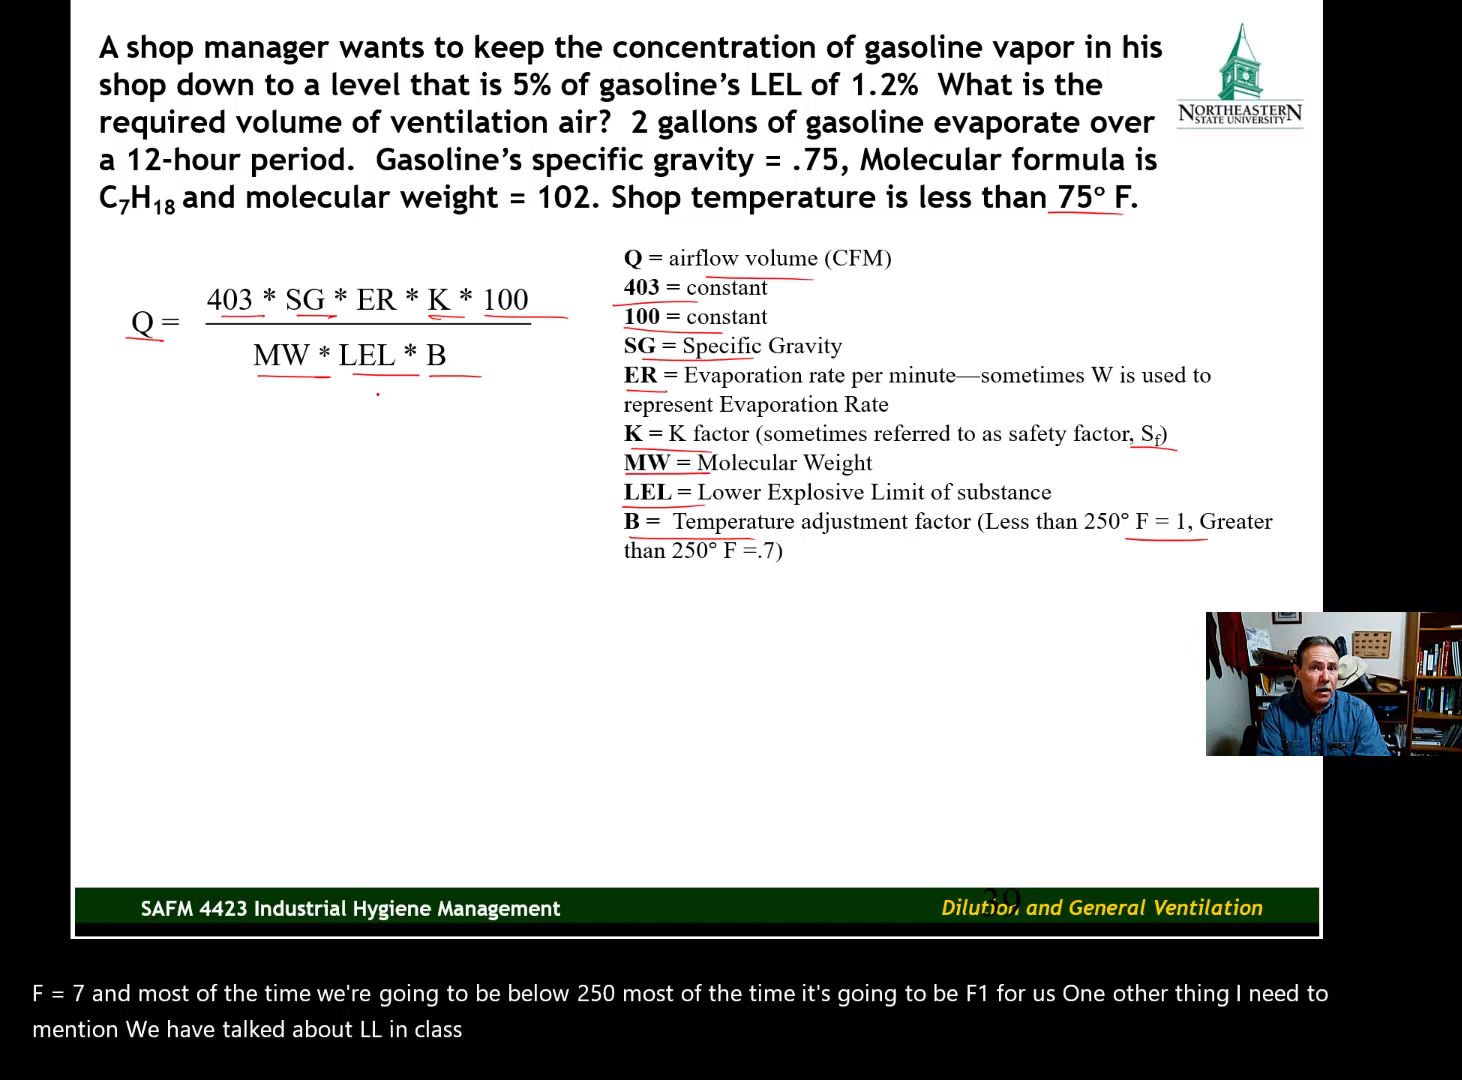 A shop manager wants to keep the concentration of gasoline vapor in his
shop down to a level that is 5% of gasoline’s LEL of 1.2%  What is the
required volume of ventilation air?  2 gallons of gasoline evaporate over
a 12-hour period.  Gasoline’s specific gravity = .75, Molecular formula is
C₇H₁₈ and molecular weight = 102. Shop temperature is less than 75° F.
NORTHEASTERN
STATE UNIVERSITY
Q =
403 * SG * ER * K * 100
MW * LEL * B
Q = airflow volume (CFM)
403 = constant
100 = constant
SG = Specific Gravity
ER = Evaporation rate per minute—sometimes W is used to
represent Evaporation Rate
K = K factor (sometimes referred to as safety factor, Sf)
MW = Molecular Weight
LEL = Lower Explosive Limit of substance
B =  Temperature adjustment factor (Less than 250° F = 1, Greater
than 250° F =.7)
SAFM 4423 Industrial Hygiene Management
39
Dilution and General Ventilation
F = 7 and most of the time we're going to be below 250 most of the time it's going to be F1 for us One other thing I need to
mention We have talked about LL in class